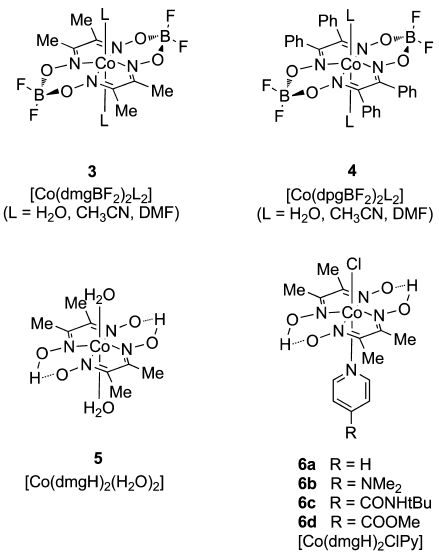 L
Me
Me
F
F
B
N
O
Co
N
N
O
O
N
O
B
F
F
Me
Me
L
3
[Co(dmgBF₂)₂L₂]
(L = H₂O, CH₃CN, DMF)
L
Ph
Ph
F
F
B
N
O
Co
N
N
O
O
N
O
B
F
F
Ph
Ph
L
4
[Co(dpgBF₂)₂L₂]
(L = H₂O, CH₃CN, DMF)
H₂O
Me
Me
N
O
H
Co
N
N
O
O
H
O
N
Me
Me
H₂O
5
[Co(dmgH)₂(H₂O)₂]
Cl
Me
Me
N
O
H
Co
N
N
O
O
H
O
N
Me
Me
N
R
6a R = H
6b R = NMe₂
6c R = CONHtBu
6d R = COOMe
[Co(dmgH)₂ClPy]